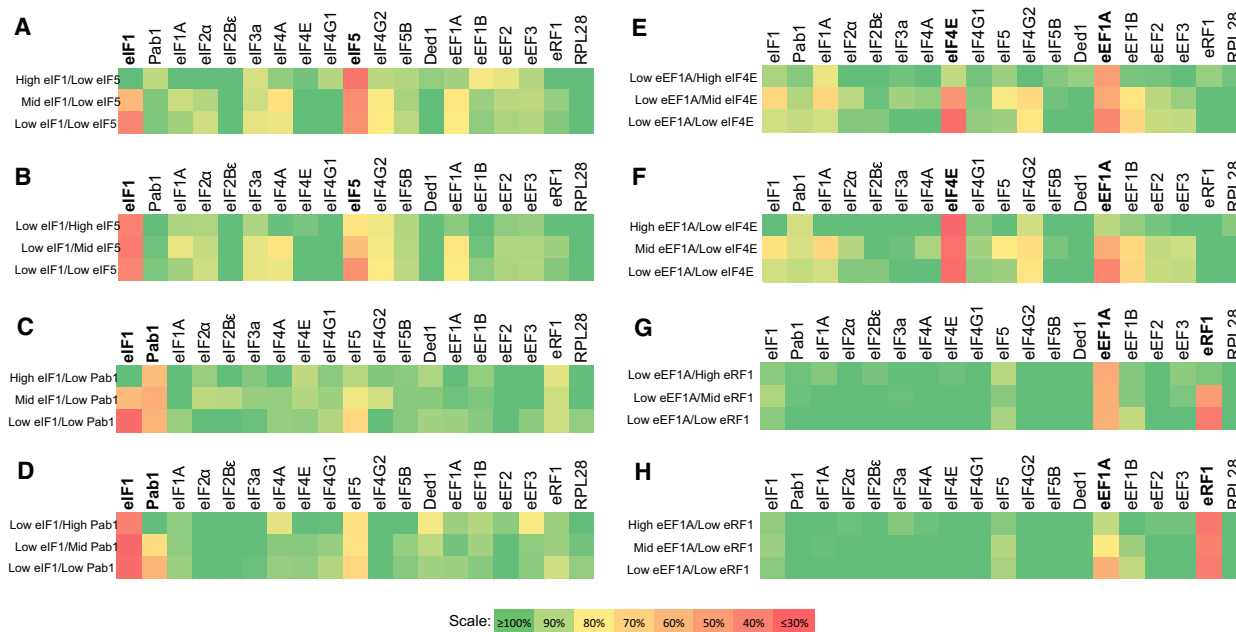 A
eIF1 Pab1 eIF1A eIF2α eIF2Bε eIF3a eIF4A eIF4E eIF4G1 eIF5 eIF4G2 eIF5B Ded1 eEF1A eEF1B eEF2 eEF3 eRF1 RPL28
High eIF1/Low eIF5
Mid eIF1/Low eIF5
Low eIF1/Low eIF5
B
eIF1 Pab1 eIF1A eIF2α eIF2Bε eIF3a eIF4A eIF4E eIF4G1 eIF5 eIF4G2 eIF5B Ded1 eEF1A eEF1B eEF2 eEF3 eRF1 RPL28
Low eIF1/High eIF5
Low eIF1/Mid eIF5
Low eIF1/Low eIF5
C
eIF1 Pab1 eIF1A eIF2α eIF2Bε eIF3a eIF4A eIF4E eIF4G1 eIF5 eIF4G2 eIF5B Ded1 eEF1A eEF1B eEF2 eEF3 eRF1 RPL28
High eIF1/Low Pab1
Mid eIF1/Low Pab1
Low eIF1/Low Pab1
D
eIF1 Pab1 eIF1A eIF2α eIF2Bε eIF3a eIF4A eIF4E eIF4G1 eIF5 eIF4G2 eIF5B Ded1 eEF1A eEF1B eEF2 eEF3 eRF1 RPL28
Low eIF1/High Pab1
Low eIF1/Mid Pab1
Low eIF1/Low Pab1
E
eIF1 Pab1 eIF1A eIF2α eIF2Bε eIF3a eIF4A eIF4E eIF4G1 eIF5 eIF4G2 eIF5B Ded1 eEF1A eEF1B eEF2 eEF3 eRF1 RPL28
Low eEF1A/High eIF4E
Low eEF1A/Mid eIF4E
Low eEF1A/Low eIF4E
F
eIF1 Pab1 eIF1A eIF2α eIF2Bε eIF3a eIF4A eIF4E eIF4G1 eIF5 eIF4G2 eIF5B Ded1 eEF1A eEF1B eEF2 eEF3 eRF1 RPL28
High eEF1A/Low eIF4E
Mid eEF1A/Low eIF4E
Low eEF1A/Low eIF4E
G
eIF1 Pab1 eIF1A eIF2α eIF2Bε eIF3a eIF4A eIF4E eIF4G1 eIF5 eIF4G2 eIF5B Ded1 eEF1A eEF1B eEF2 eEF3 eRF1 RPL28
Low eEF1A/High eRF1
Low eEF1A/Mid eRF1
Low eEF1A/Low eRF1
H
eIF1 Pab1 eIF1A eIF2α eIF2Bε eIF3a eIF4A eIF4E eIF4G1 eIF5 eIF4G2 eIF5B Ded1 eEF1A eEF1B eEF2 eEF3 eRF1 RPL28
High eEF1A/Low eRF1
Mid eEF1A/Low eRF1
Low eEF1A/Low eRF1
Scale: ≥100% 90% 80% 70% 60% 50% 40% ≤30%